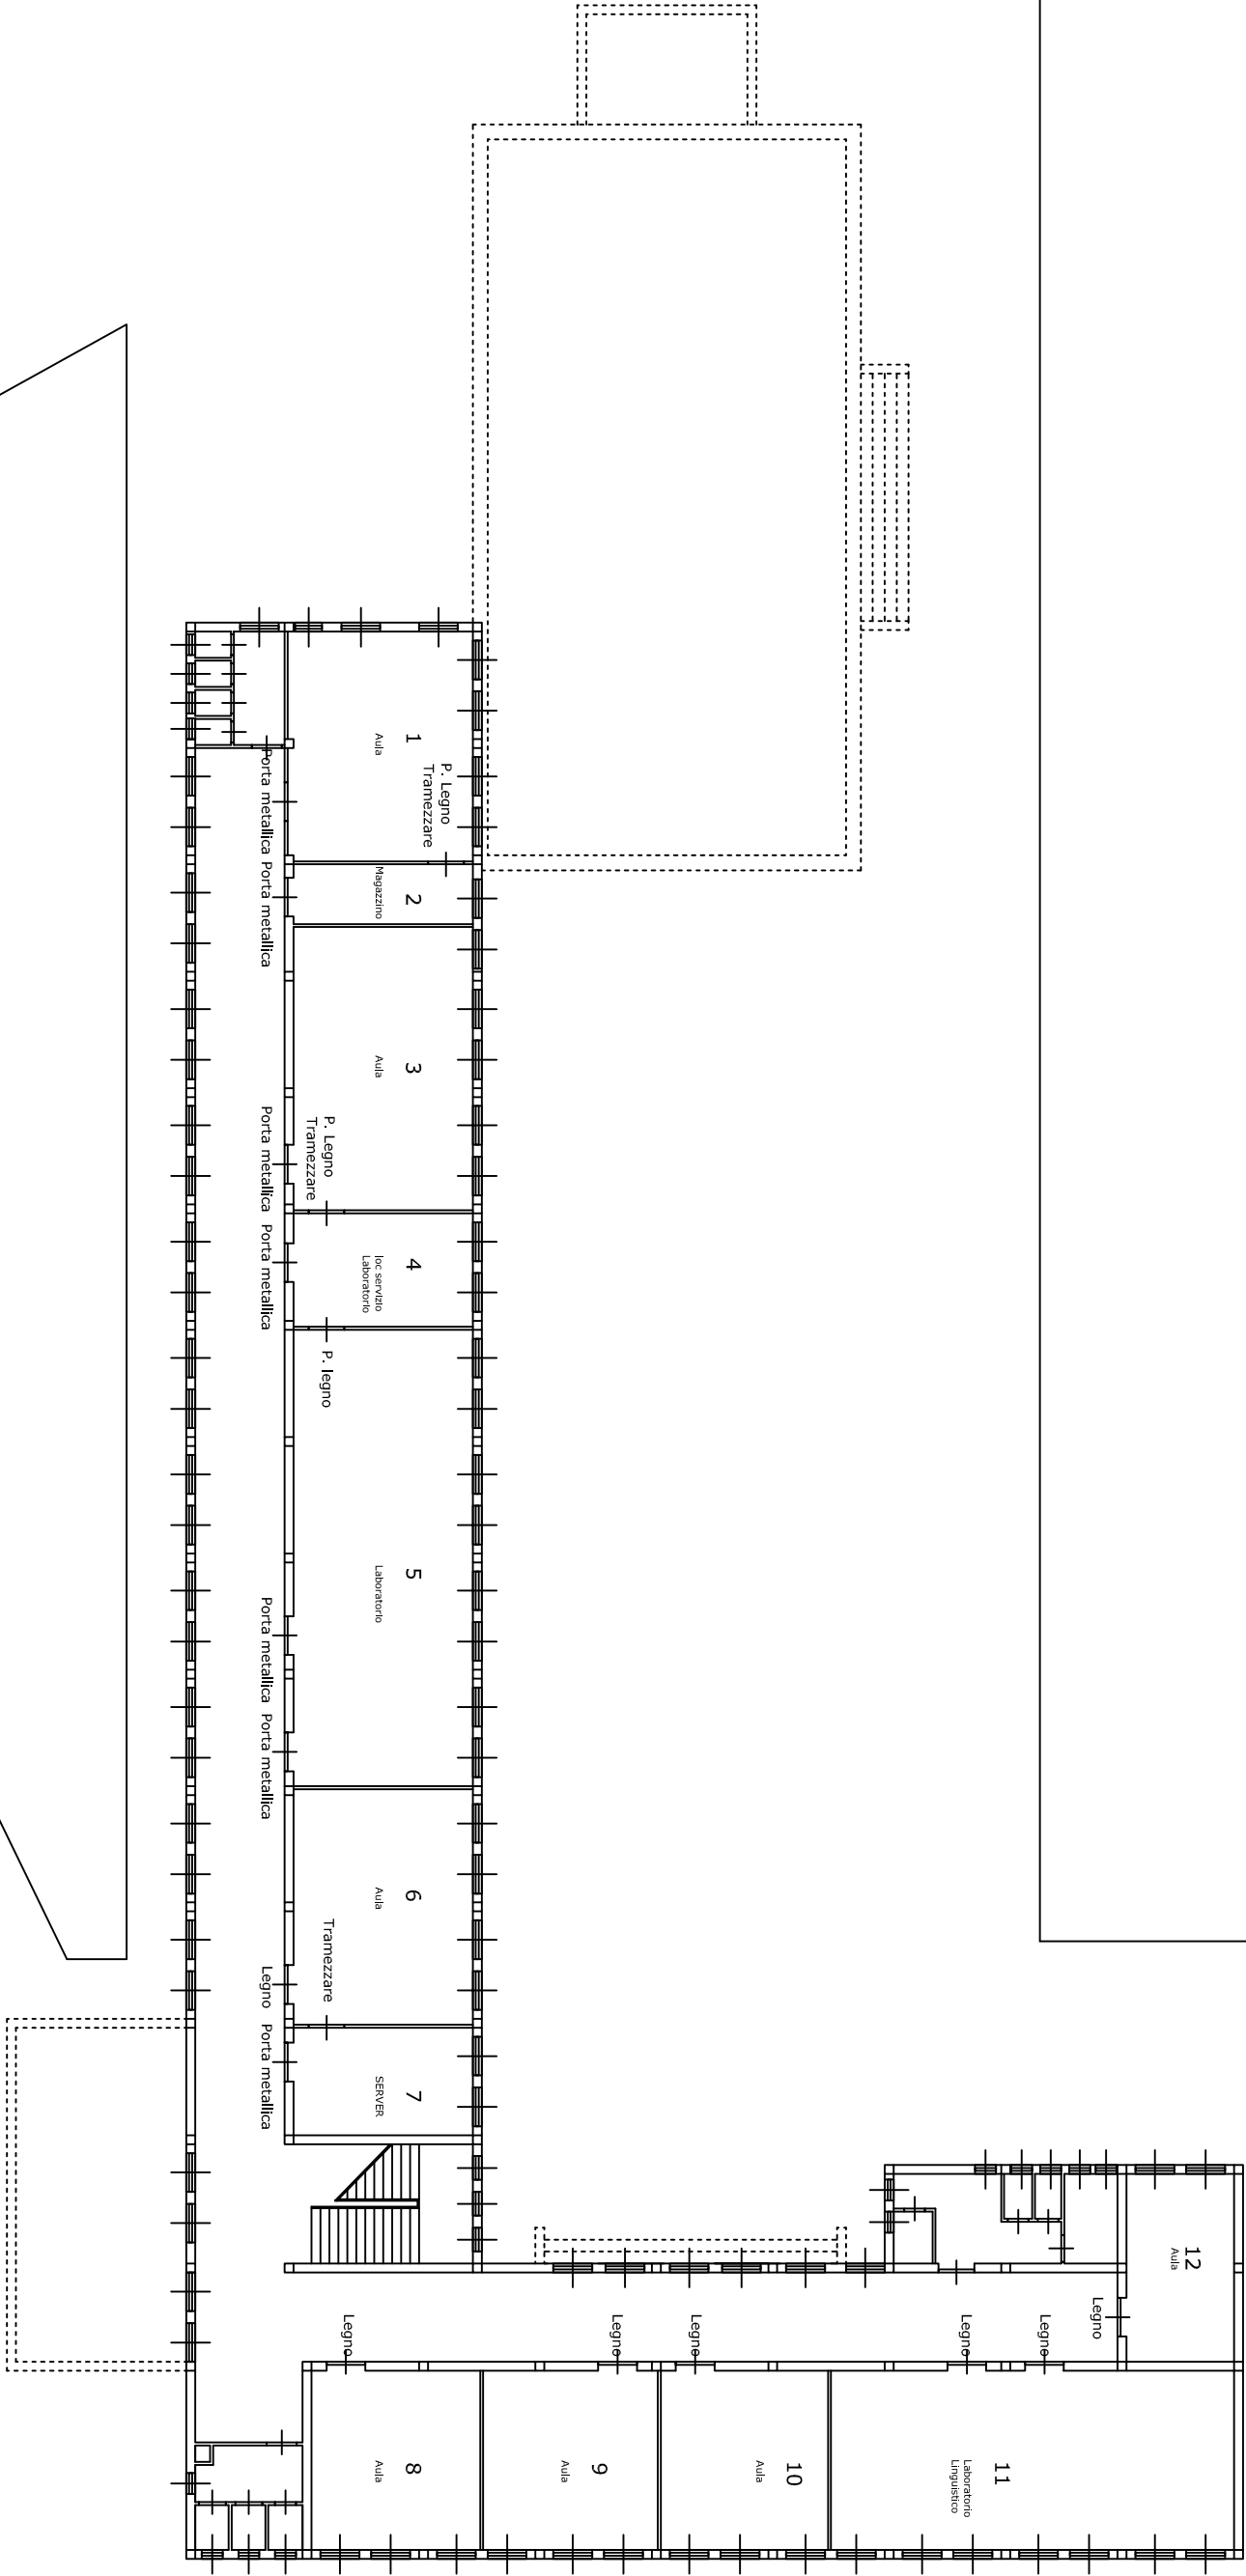 1
Aula
P. Legno
Tramezzare
Porta metallica
Porta metallica
2
Magazzino
3
Aula
P. Legno
Tramezzare
Porta metallica
Porta metallica
4
loc servizio
Laboratorio
P. legno
5
Laboratorio
Porta metallica
Porta metallica
6
Aula
Tramezzare
Legno
Porta metallica
7
SERVER
12
Aula
Legno
Legno
Legno
Legno
Legno
Legno
8
Aula
9
Aula
10
Aula
11
Laboratorio
Linguistico